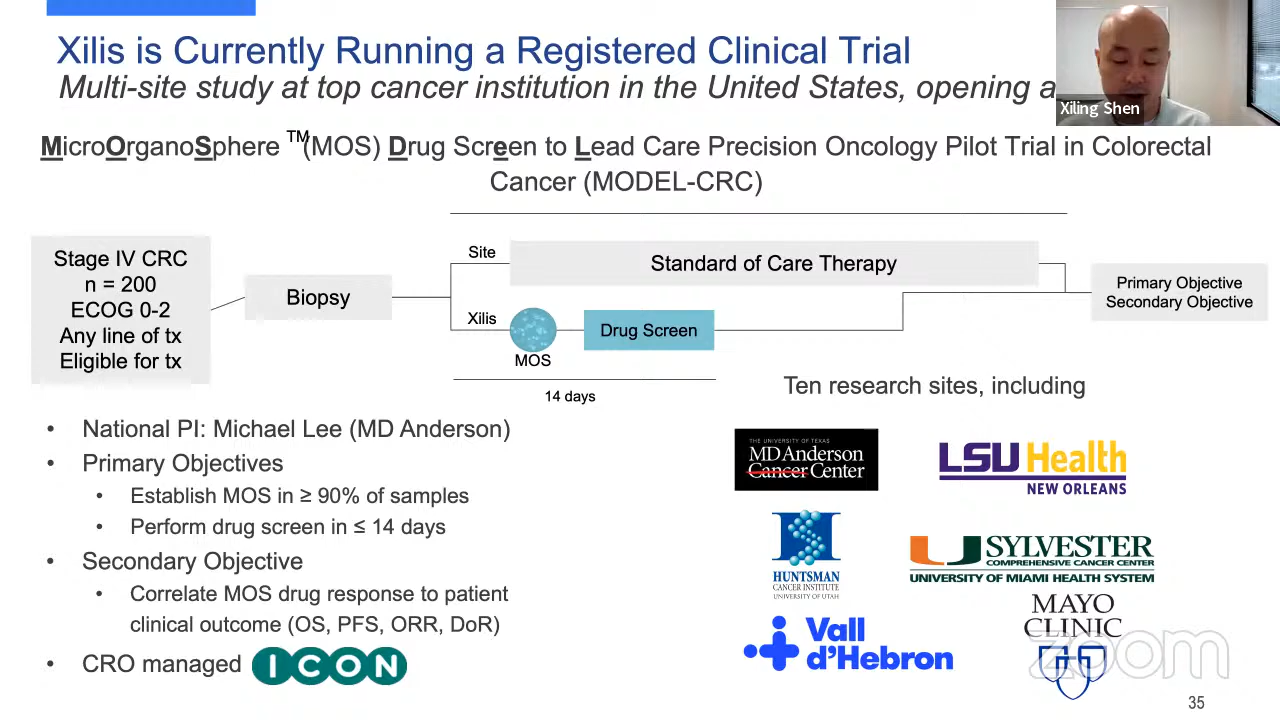 Xilis is Currently Running a Registered Clinical Trial
Multi-site study at top cancer institution in the United States, opening a
Xiling Shen
MicroOrganoSphere ™(MOS) Drug Screen to Lead Care Precision Oncology Pilot Trial in Colorectal
Cancer (MODEL-CRC)
Stage IV CRC
n = 200
ECOG 0-2
Any line of tx
Eligible for tx
Biopsy
Site
Standard of Care Therapy
Xilis
MOS
Drug Screen
14 days
Primary Objective
Secondary Objective
• National PI: Michael Lee (MD Anderson)
• Primary Objectives
• Establish MOS in ≥ 90% of samples
• Perform drug screen in ≤ 14 days
• Secondary Objective
• Correlate MOS drug response to patient
clinical outcome (OS, PFS, ORR, DoR)
• CRO managed
ICON
Ten research sites, including
THE UNIVERSITY OF TEXAS
MD Anderson
Cancer Center
LSU Health
NEW ORLEANS
HUNTSMAN
CANCER INSTITUTE
UNIVERSITY OF UTAH
SYLVESTER
COMPREHENSIVE CANCER CENTER
UNIVERSITY OF MIAMI HEALTH SYSTEM
Vall
d'Hebron
MAYO
CLINIC
zoom
35